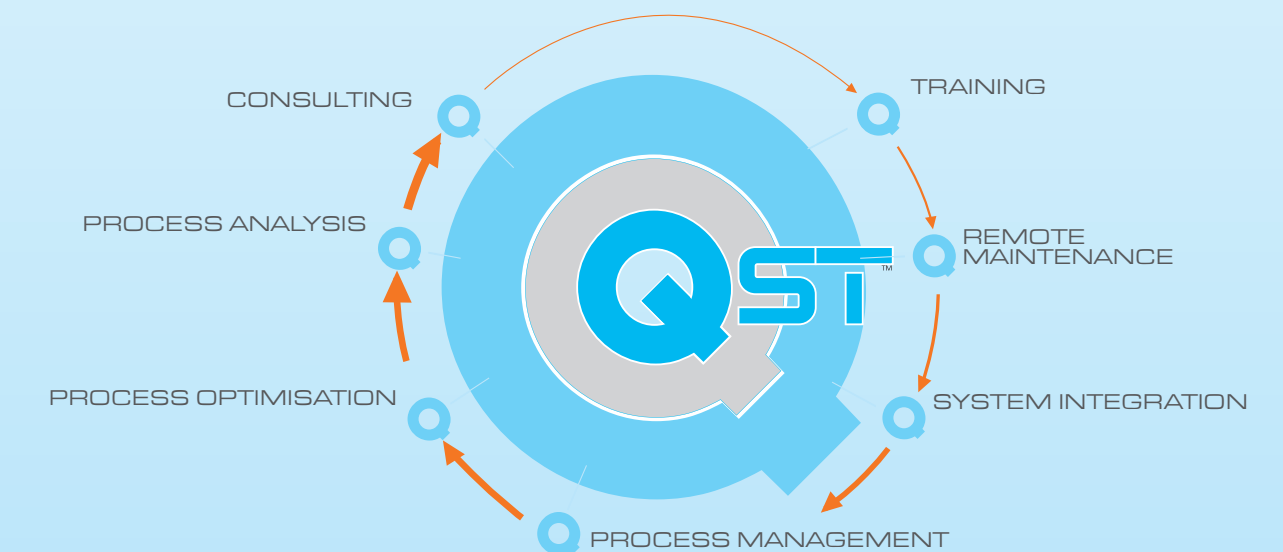 CONSULTING
TRAINING
PROCESS ANALYSIS
REMOTE
MAINTENANCE
QST™
PROCESS OPTIMISATION
SYSTEM INTEGRATION
PROCESS MANAGEMENT